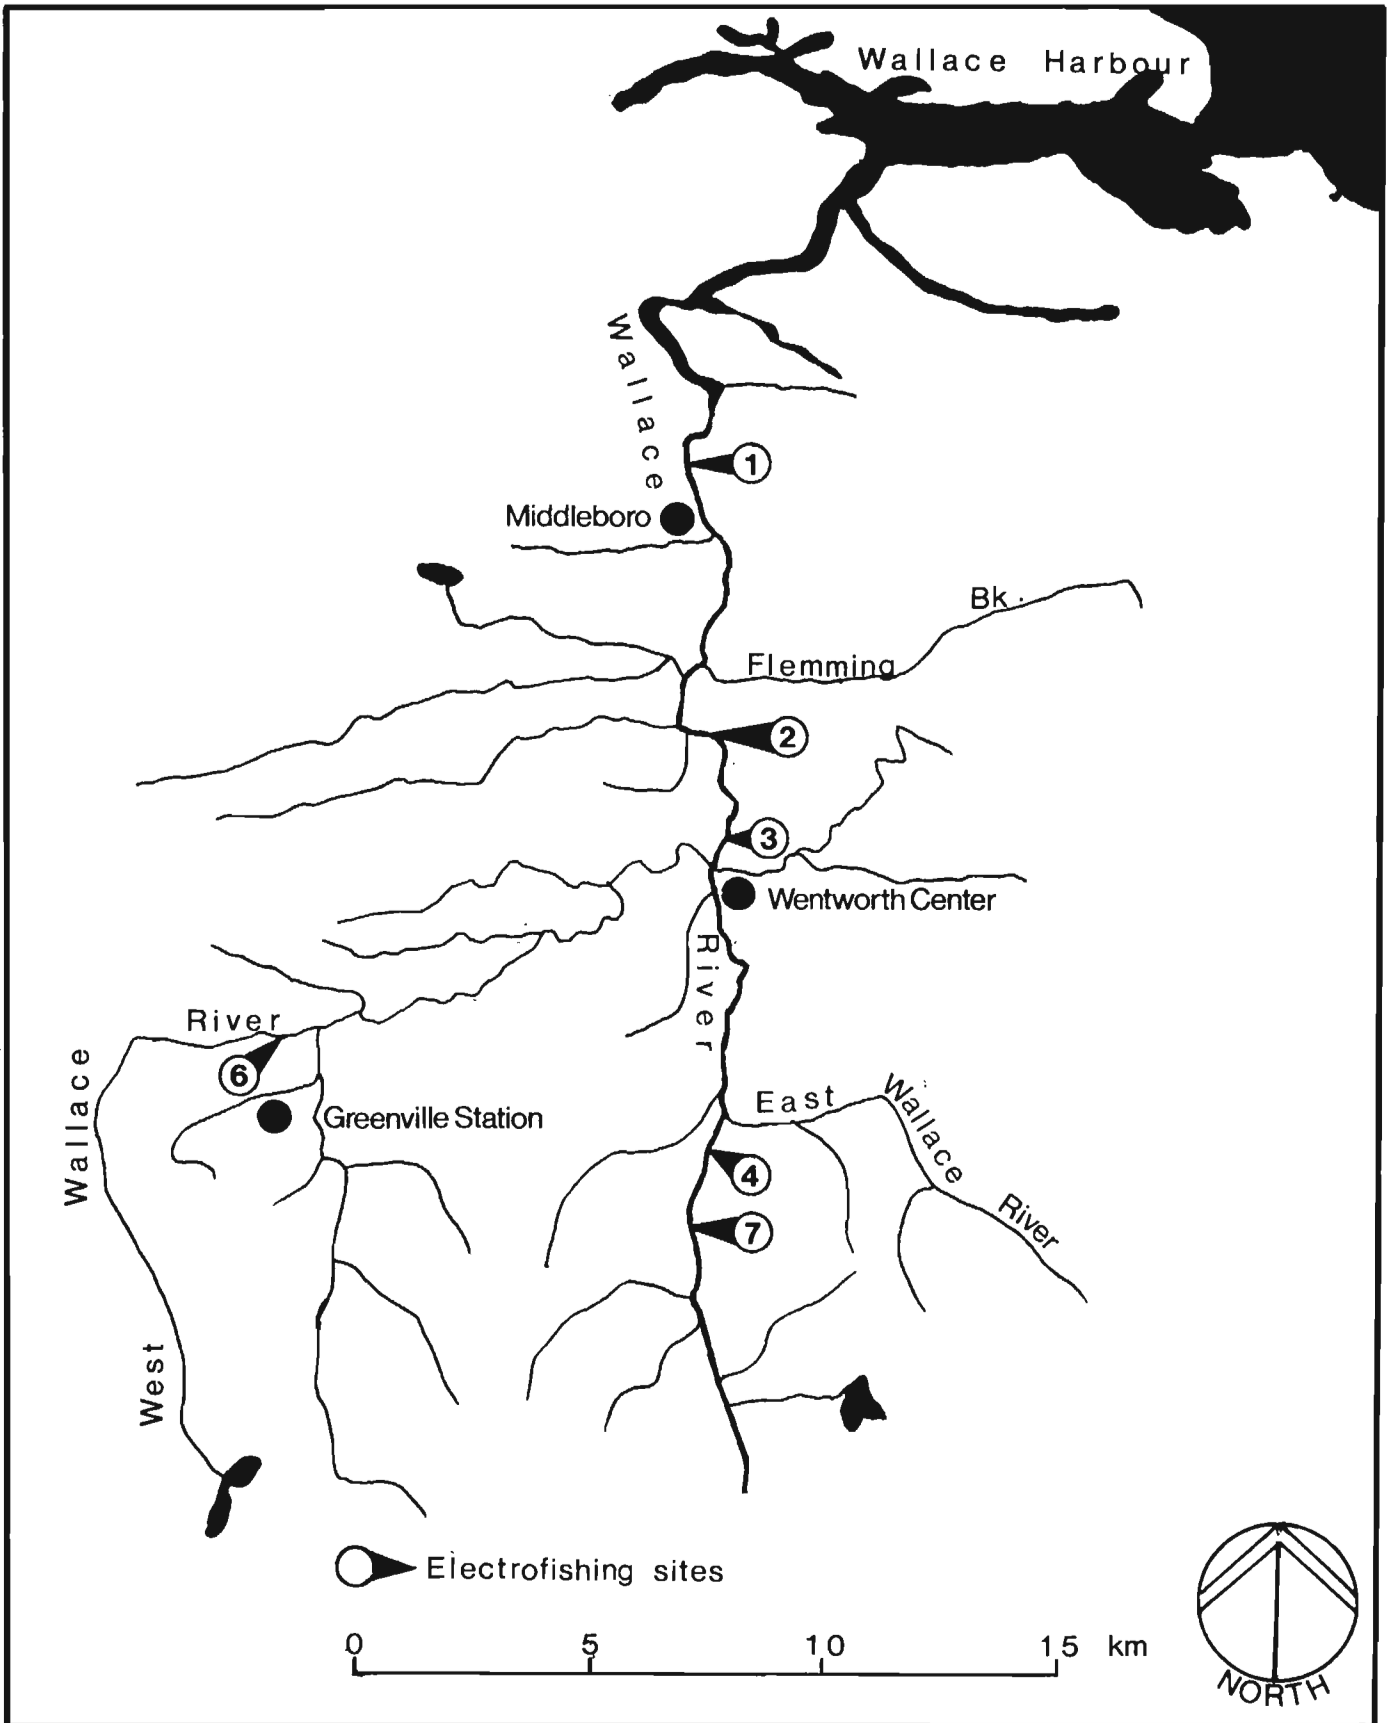 Wallace Harbour
Wallace
1
Middleboro
Bk.
Flemming
2
3
Wentworth Center
River
River
6
Wallace
Greenville Station
East
Wallace
River
4
7
West
Electrofishing sites
0 5 10 15 km
NORTH